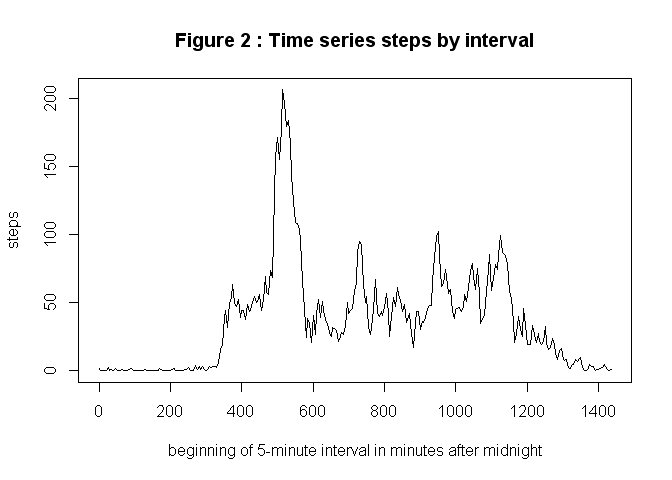 Figure 2 : Time series steps by interval
200
150
100
50
0
steps
0 200 400 600 800 1000 1200 1400
beginning of 5-minute interval in minutes after midnight